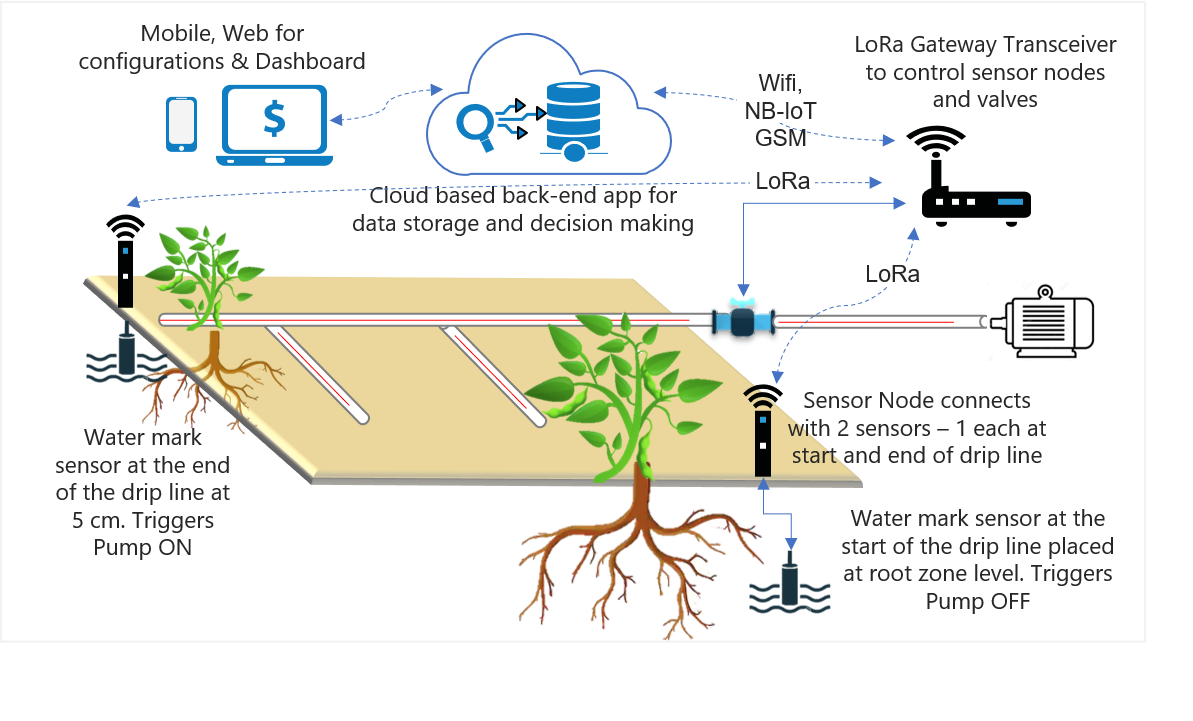 Mobile, Web for
configurations & Dashboard
$
Wifi,
NB-IoT
GSM
LoRa Gateway Transceiver
to control sensor nodes
and valves
LoRa
Cloud based back-end app for
data storage and decision making
LoRa
Sensor Node connects
with 2 sensors – 1 each at
start and end of drip line
Water mark
sensor at the end
of the drip line at
5 cm. Triggers
Pump ON
Water mark sensor at the
start of the drip line placed
at root zone level. Triggers
Pump OFF